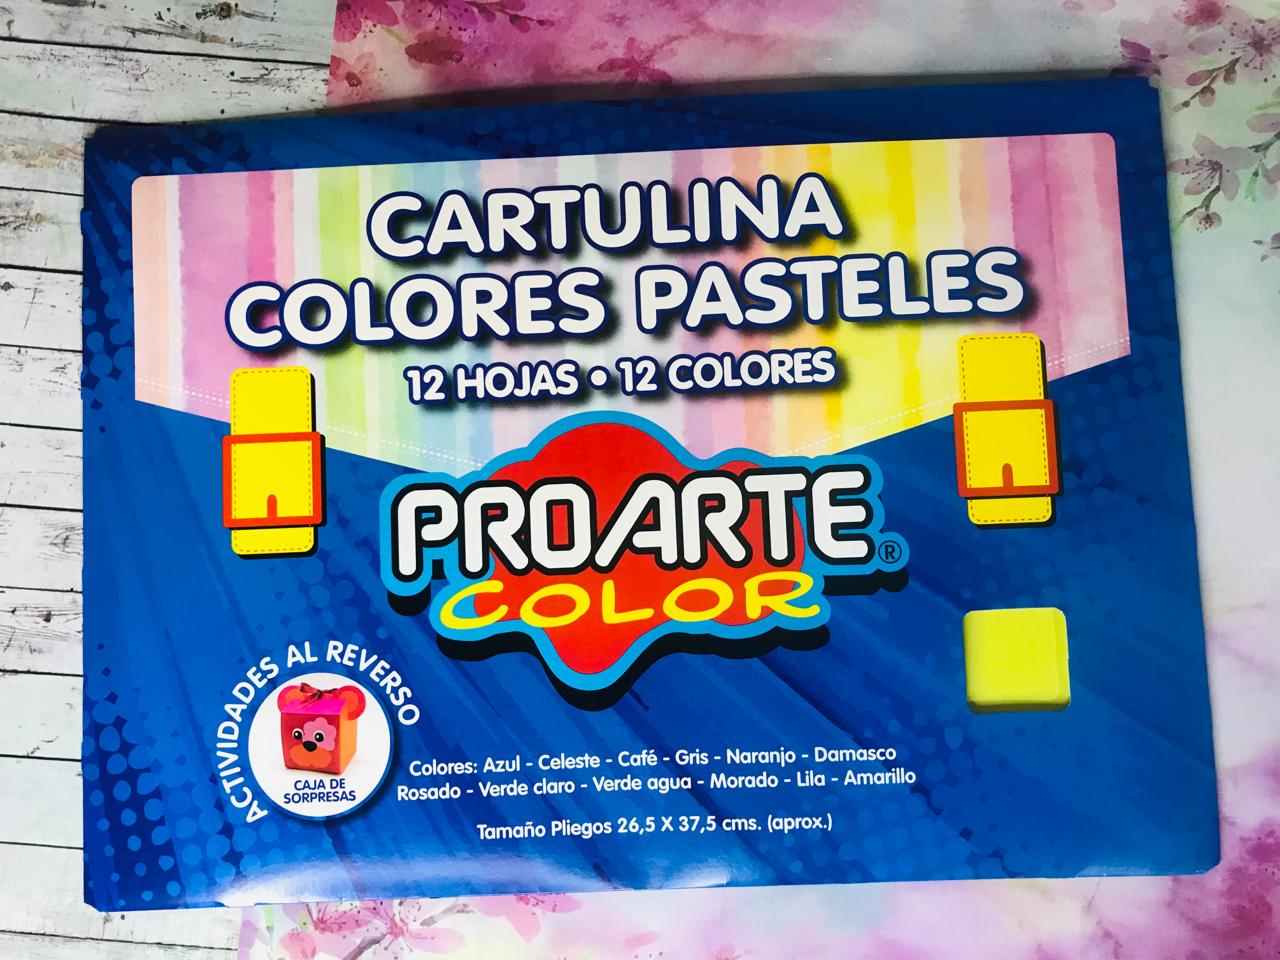 CARTULINA
COLORES PASTELES
12 HOJAS • 12 COLORES
PROARTE®
COLOR
ACTIVIDADES AL REVERSO
CAJA DE
SORPRESAS
Colores: Azul - Celeste - Café - Gris - Naranjo - Damasco
Rosado - Verde claro - Verde agua - Morado - Lila - Amarillo
Tamaño Pliegos 26,5 X 37,5 cms. (aprox.)